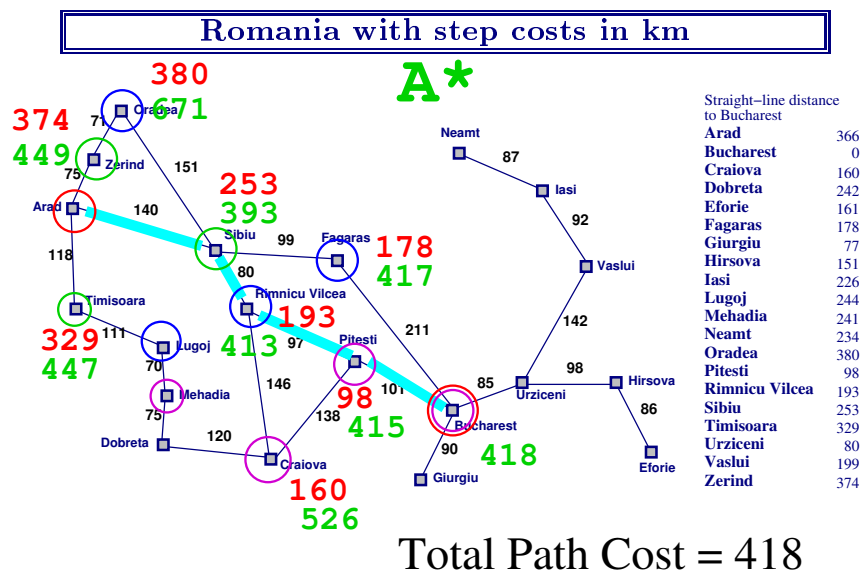 Romania with step costs in km
A*
380
Oradea
671
374
71
449
Zerind
75
151
Arad
140
253
393
Sibiu
99
Fagaras
178
417
118
80
Timisoara
329
447
111
Rimnicu Vilcea
193
413
97
Pitesti
211
Lugoj
70
Mehadia
75
146
98
415
101
138
Dobreta
120
Craiova
160
526
Bucharest
418
85
90
Giurgiu
Neamt
87
Iasi
92
Vaslui
142
98
Urziceni
Hirsova
86
Eforie
Straight-line distance
to Bucharest
Arad 366
Bucharest 0
Craiova 160
Dobreta 242
Eforie 161
Fagaras 178
Giurgiu 77
Hirsova 151
Iasi 226
Lugoj 244
Mehadia 241
Neamt 234
Oradea 380
Pitesti 98
Rimnicu Vilcea 193
Sibiu 253
Timisoara 329
Urziceni 80
Vaslui 199
Zerind 374
Total Path Cost = 418